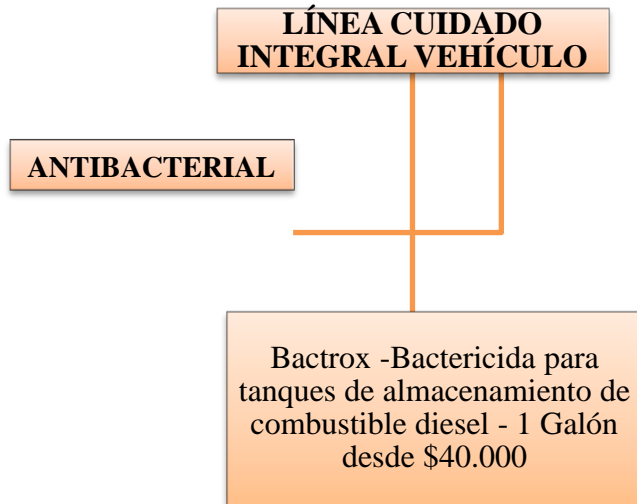 LÍNEA CUIDADO
INTEGRAL VEHÍCULO
ANTIBACTERIAL
Bactrox -Bactericida para
tanques de almacenamiento de
combustible diesel - 1 Galón
desde $40.000